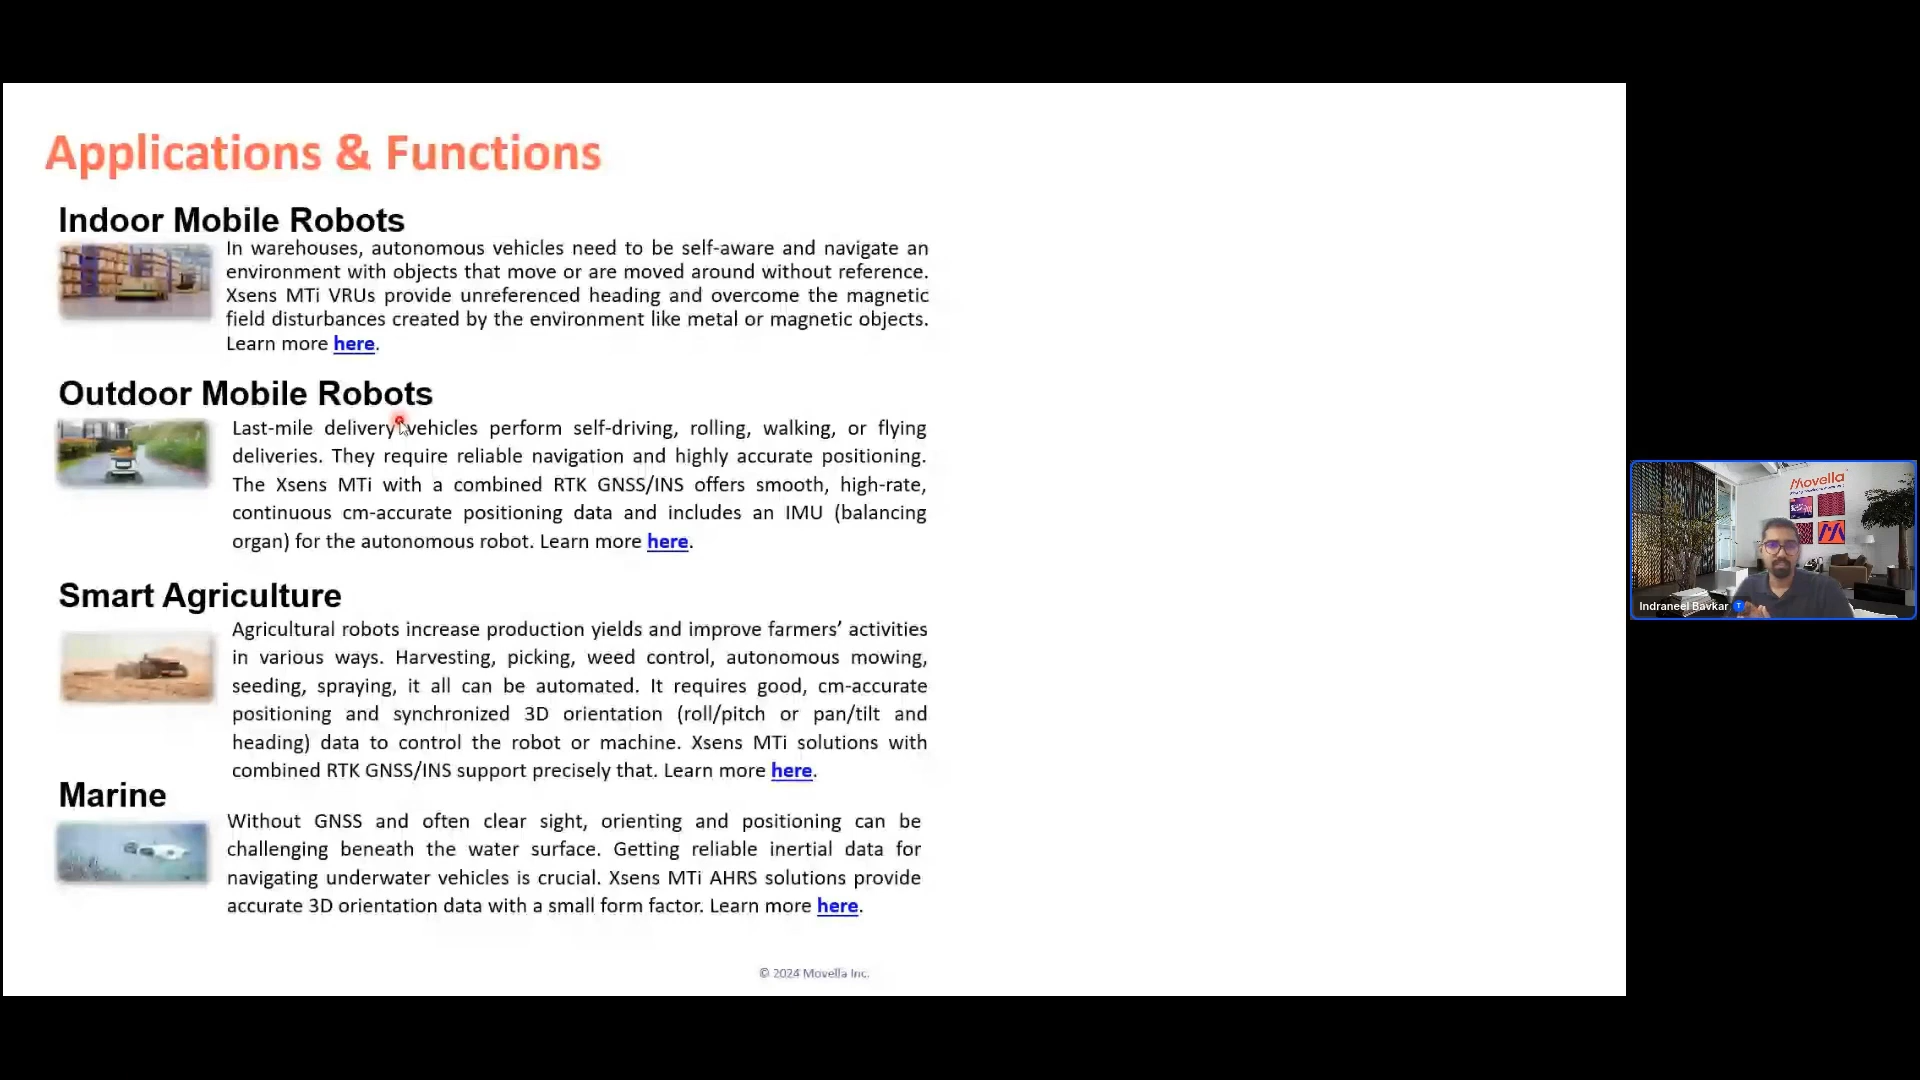 Applications & Functions
Indoor Mobile Robots
In warehouses, autonomous vehicles need to be self-aware and navigate an
environment with objects that move or are moved around without reference.
Xsens MTi VRUs provide unreferenced heading and overcome the magnetic
field disturbances created by the environment like metal or magnetic objects.
Learn more here.
Outdoor Mobile Robots
Last-mile delivery vehicles perform self-driving, rolling, walking, or flying
deliveries. They require reliable navigation and highly accurate positioning.
The Xsens MTi with a combined RTK GNSS/INS offers smooth, high-rate,
continuous cm-accurate positioning data and includes an IMU (balancing
organ) for the autonomous robot. Learn more here.
Smart Agriculture
Agricultural robots increase production yields and improve farmers’ activities
in various ways. Harvesting, picking, weed control, autonomous mowing,
seeding, spraying, it all can be automated. It requires good, cm-accurate
positioning and synchronized 3D orientation (roll/pitch or pan/tilt and
heading) data to control the robot or machine. Xsens MTi solutions with
combined RTK GNSS/INS support precisely that. Learn more here.
Marine
Without GNSS and often clear sight, orienting and positioning can be
challenging beneath the water surface. Getting reliable inertial data for
navigating underwater vehicles is crucial. Xsens MTi AHRS solutions provide
accurate 3D orientation data with a small form factor. Learn more here.
© 2024 Movella Inc.
Movella
Indraneel Bavkar